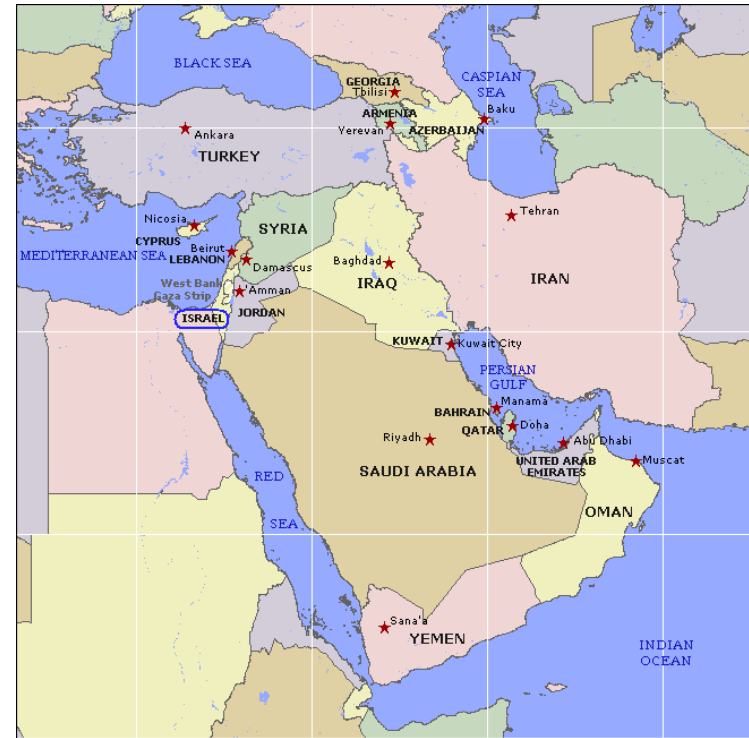 BLACK SEA
GEORGIA
Tbilisi
CASPIAN
SEA
ARMENIA
Yerevan
AZERBAIJAN
Baku
Ankara
TURKEY
Nicosia
CYPRUS
MEDITERRANEAN SEA
Beirut
LEBANON
SYRIA
Damascus
Tehran
Baghdad
IRAQ
IRAN
West Bank
Gaza Strip
'Amman
ISRAEL
JORDAN
KUWAIT
Kuwait City
PERSIAN
GULF
Manama
BAHRAIN
QATAR
Doha
Riyadh
Abu Dhabi
SAUDI ARABIA
UNITED ARAB
EMIRATES
Muscat
RED
SEA
OMAN
Sana'a
YEMEN
INDIAN
OCEAN